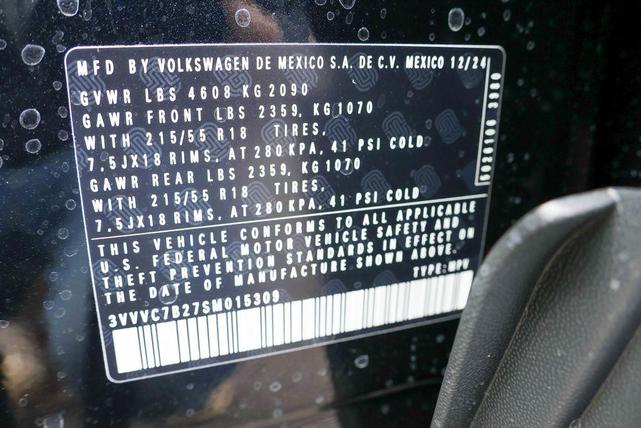 MFD BY VOLKSWAGEN DE MEXICO S.A. DE C.V. MEXICO 12/24
GVWR LBS 4608 KG 2090
GAWR FRONT LBS 2359, KG 1070
WITH 215/55 R18 TIRES,
7,5JX18 RIMS, AT 280 KPA, 41 PSI COLD
GAWR REAR LBS 2359, KG 1070
WITH 215/55 R18 TIRES,
7,5JX18 RIMS, AT 280 KPA, 41 PSI COLD
THIS VEHICLE CONFORMS TO ALL APPLICABLE
U.S. FEDERAL MOTOR VEHICLE SAFETY AND
THEFT PREVENTION STANDARDS IN EFFECT ON
THE DATE OF MANUFACTURE SHOWN ABOVE.
TYPE: MPV
3VVVC7B27SM015309